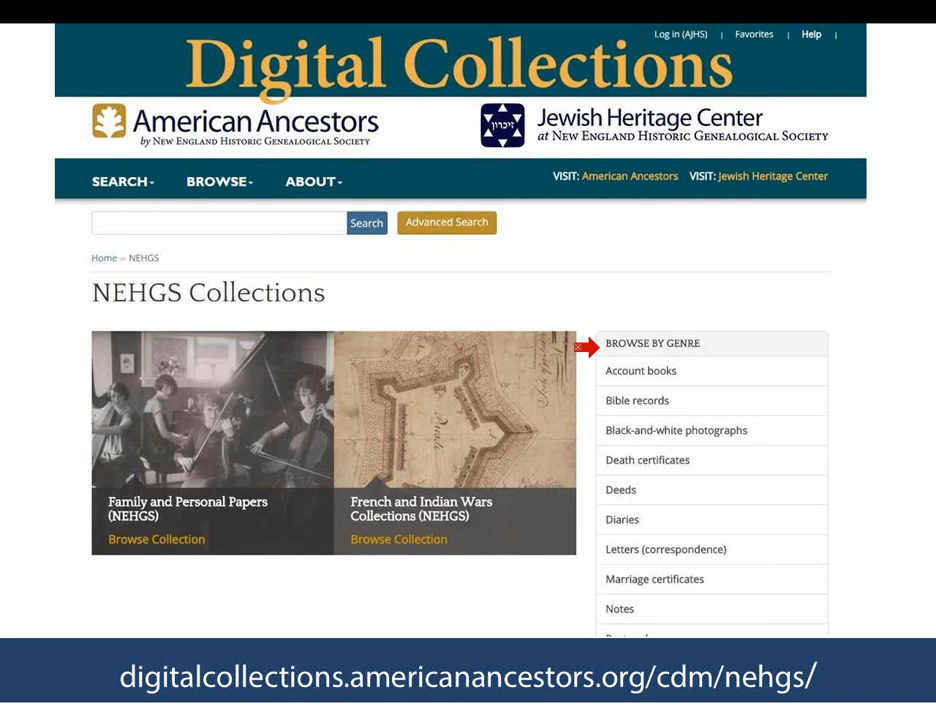 Log in (AJHS) | Favorites | Help |
Digital Collections
American Ancestors
by New England Historic Genealogical Society
זיכרון
Jewish Heritage Center
at New England Historic Genealogical Society
SEARCH BROWSE ABOUT
VISIT: American Ancestors VISIT: Jewish Heritage Center
Search Advanced Search
Home » NEHGS
NEHGS Collections
Family and Personal Papers
(NEHGS)
Browse Collection
French and Indian Wars
Collections (NEHGS)
Browse Collection
BROWSE BY GENRE
Account books
Bible records
Black-and-white photographs
Death certificates
Deeds
Diaries
Letters (correspondence)
Marriage certificates
Notes
digitalcollections.americanancestors.org/cdm/nehgs/